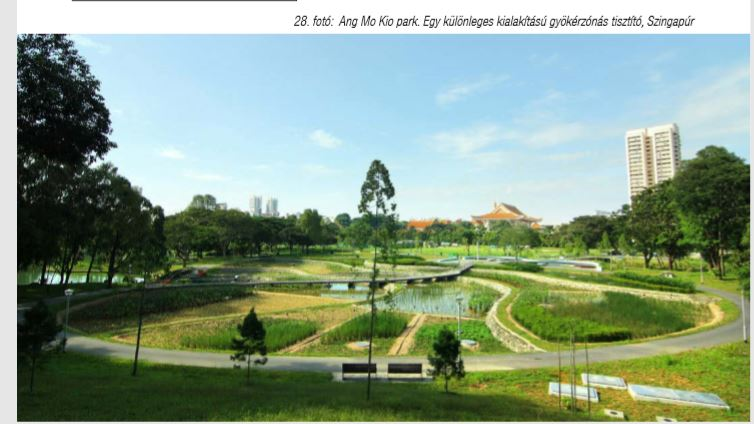 28. fotó: Ang Mo Kio park. Egy különleges kialakítású gyökérzónás tisztító, Szingapúr